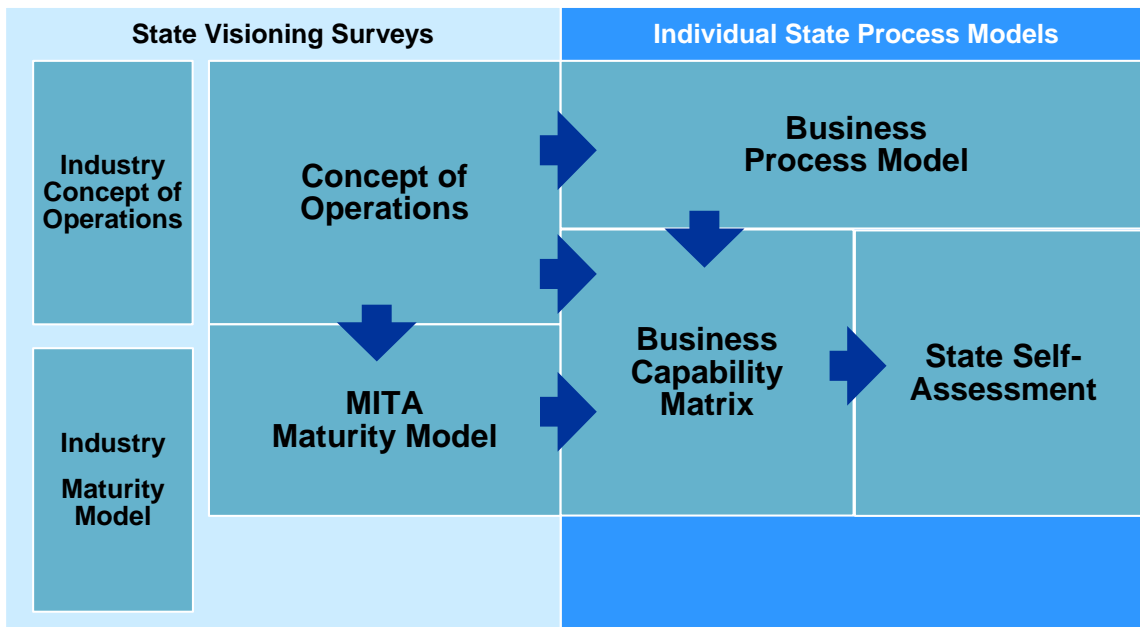 State Visioning Surveys
Individual State Process Models
Industry
Concept of
Operations
Concept of
Operations
Business
Process Model
Industry
Maturity
Model
MITA
Maturity Model
Business
Capability
Matrix
State Self-
Assessment